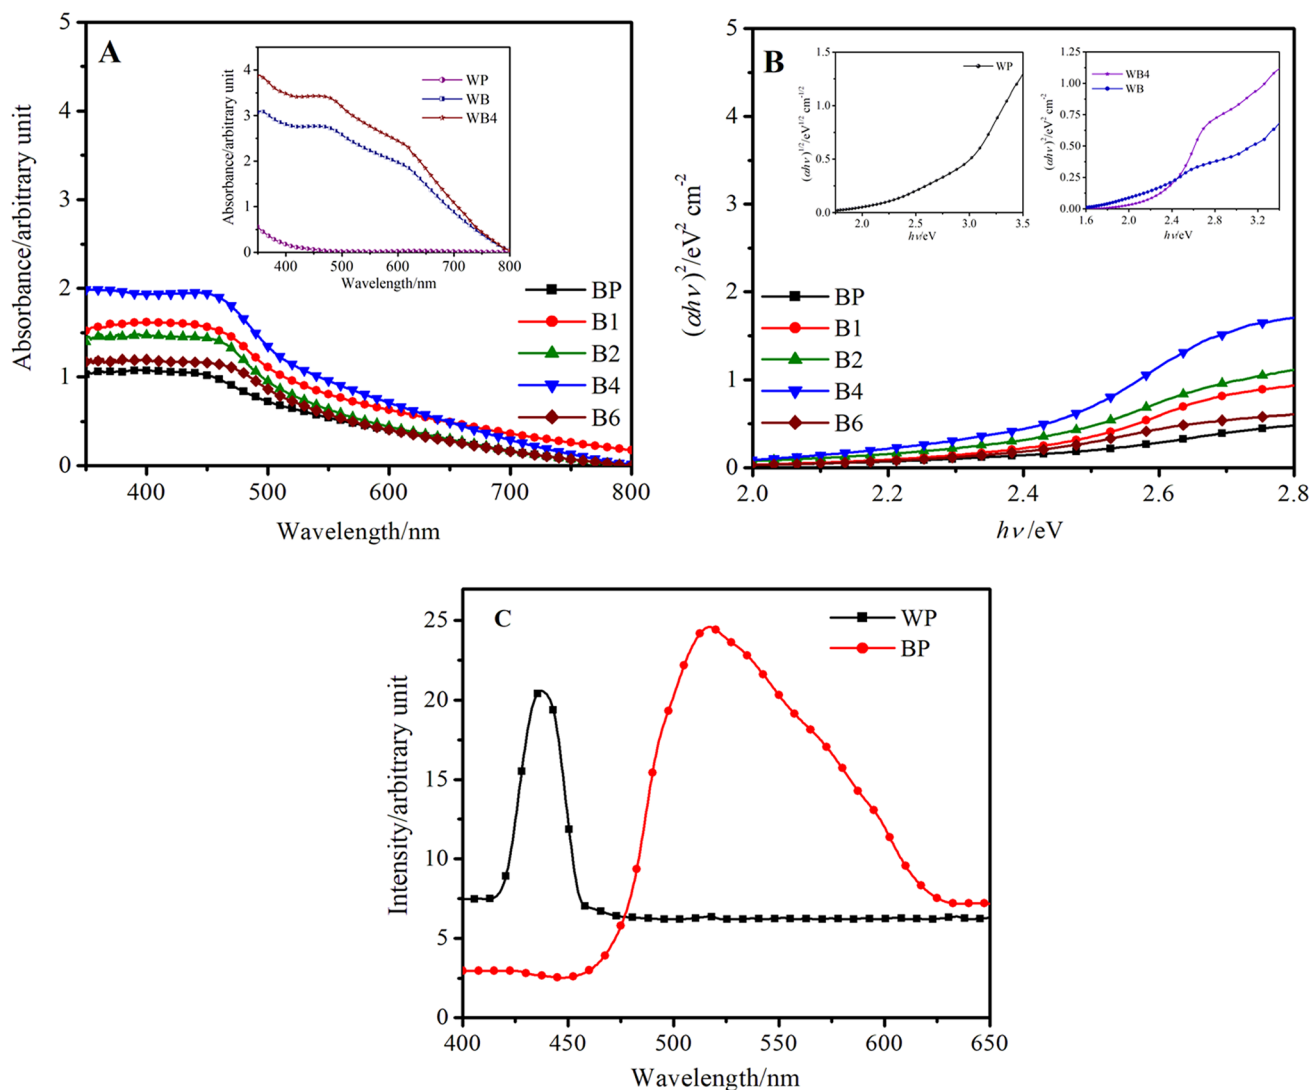 A
Absorbance/arbitrary unit
5
4
3
2
1
0
400
500
600
700
800
Wavelength/nm
BP
B1
B2
B4
B6
Absorbance/arbitrary unit
4
3
2
1
0
400
500
600
700
800
Wavelength/nm
WP
WB
WB4
B
(αhν)²/eV² cm⁻²
5
4
3
2
1
0
2.0
2.2
2.4
2.6
2.8
hν/eV
BP
B1
B2
B4
B6
(αhν)¹/²/eV¹/² cm⁻¹/²
1.5
1.0
0.5
0.0
2.0
2.5
3.0
3.5
hν/eV
WP
(αhν)²/eV² cm⁻²
1.25
1.00
0.75
0.50
0.25
0.00
1.6
2.0
2.4
2.8
3.2
hν/eV
WB4
WB
C
Intensity/arbitrary unit
25
20
15
10
5
0
400
450
500
550
600
650
Wavelength/nm
WP
BP